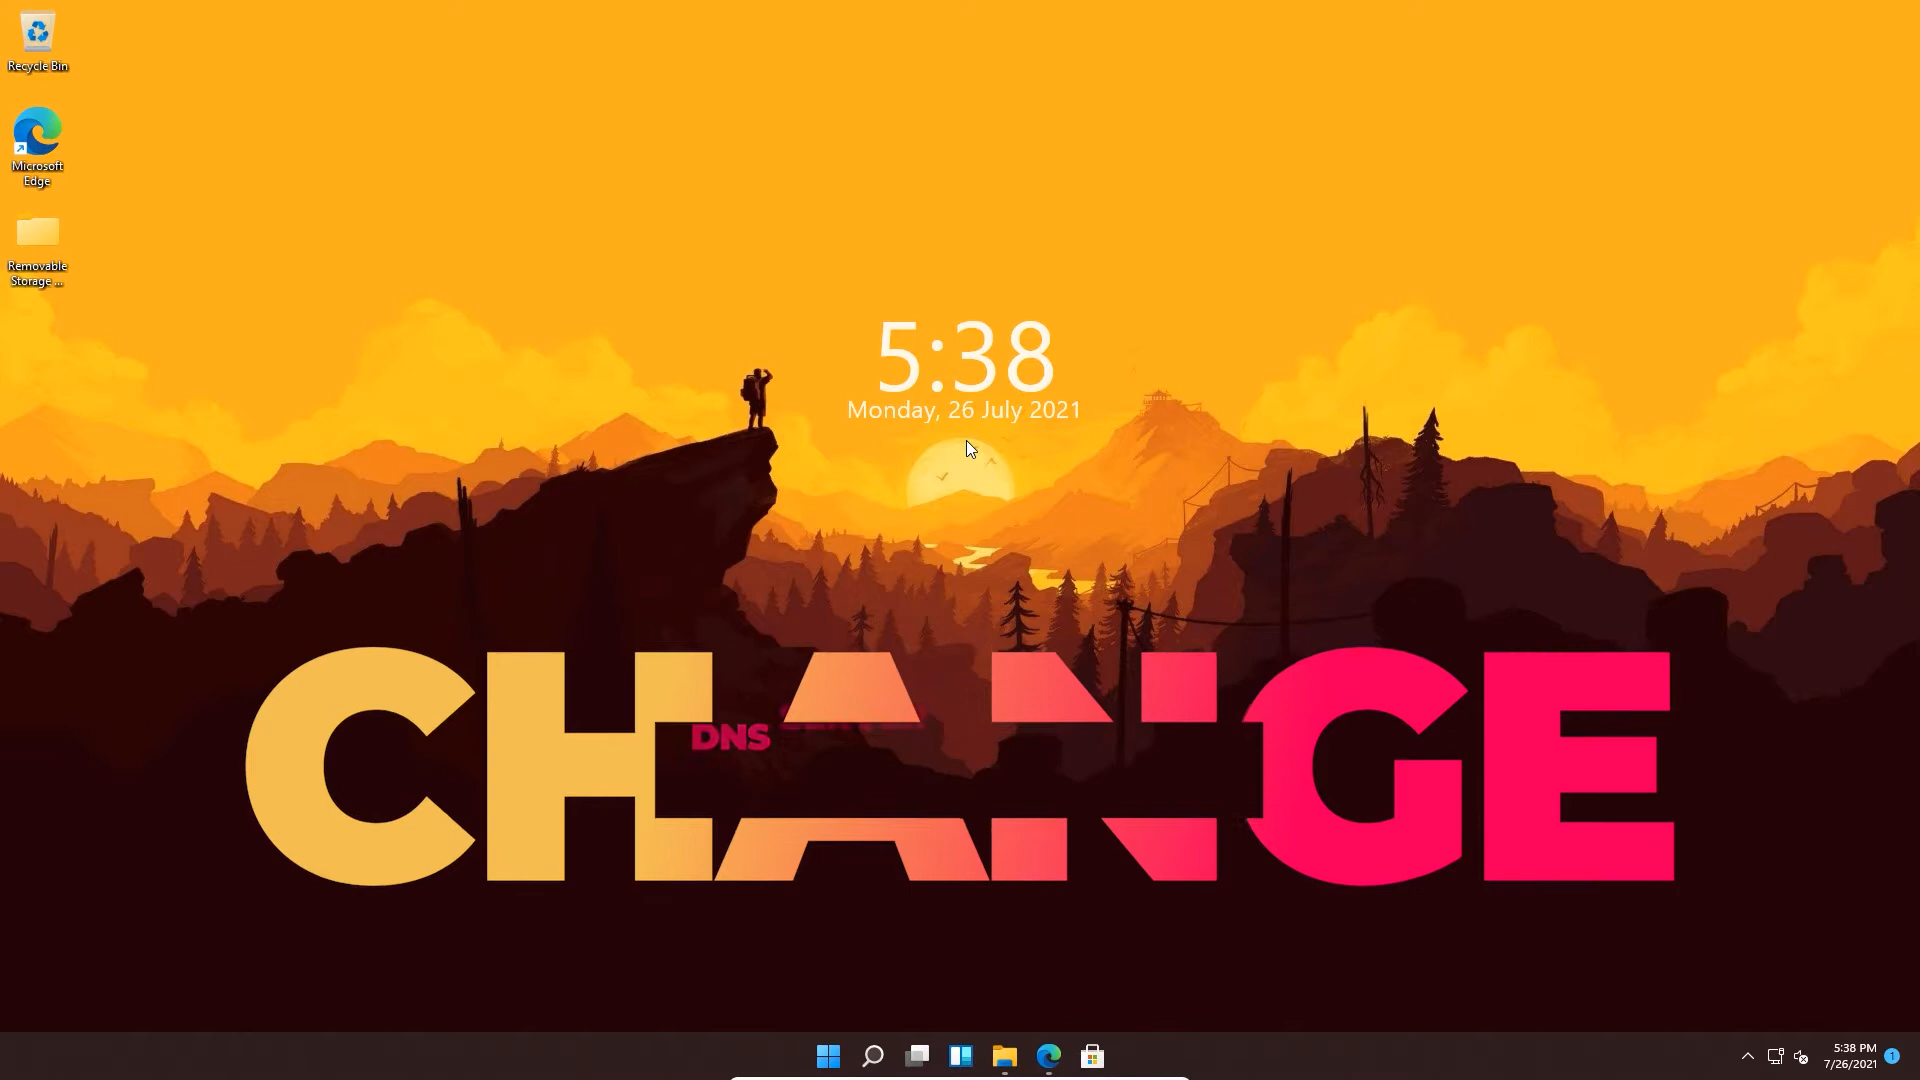 Recycle Bin
Microsoft
Edge
Removable
Storage ...
5:38
Monday, 26 July 2021
CHANGE
DNS
5:38 PM
7/26/2021
1